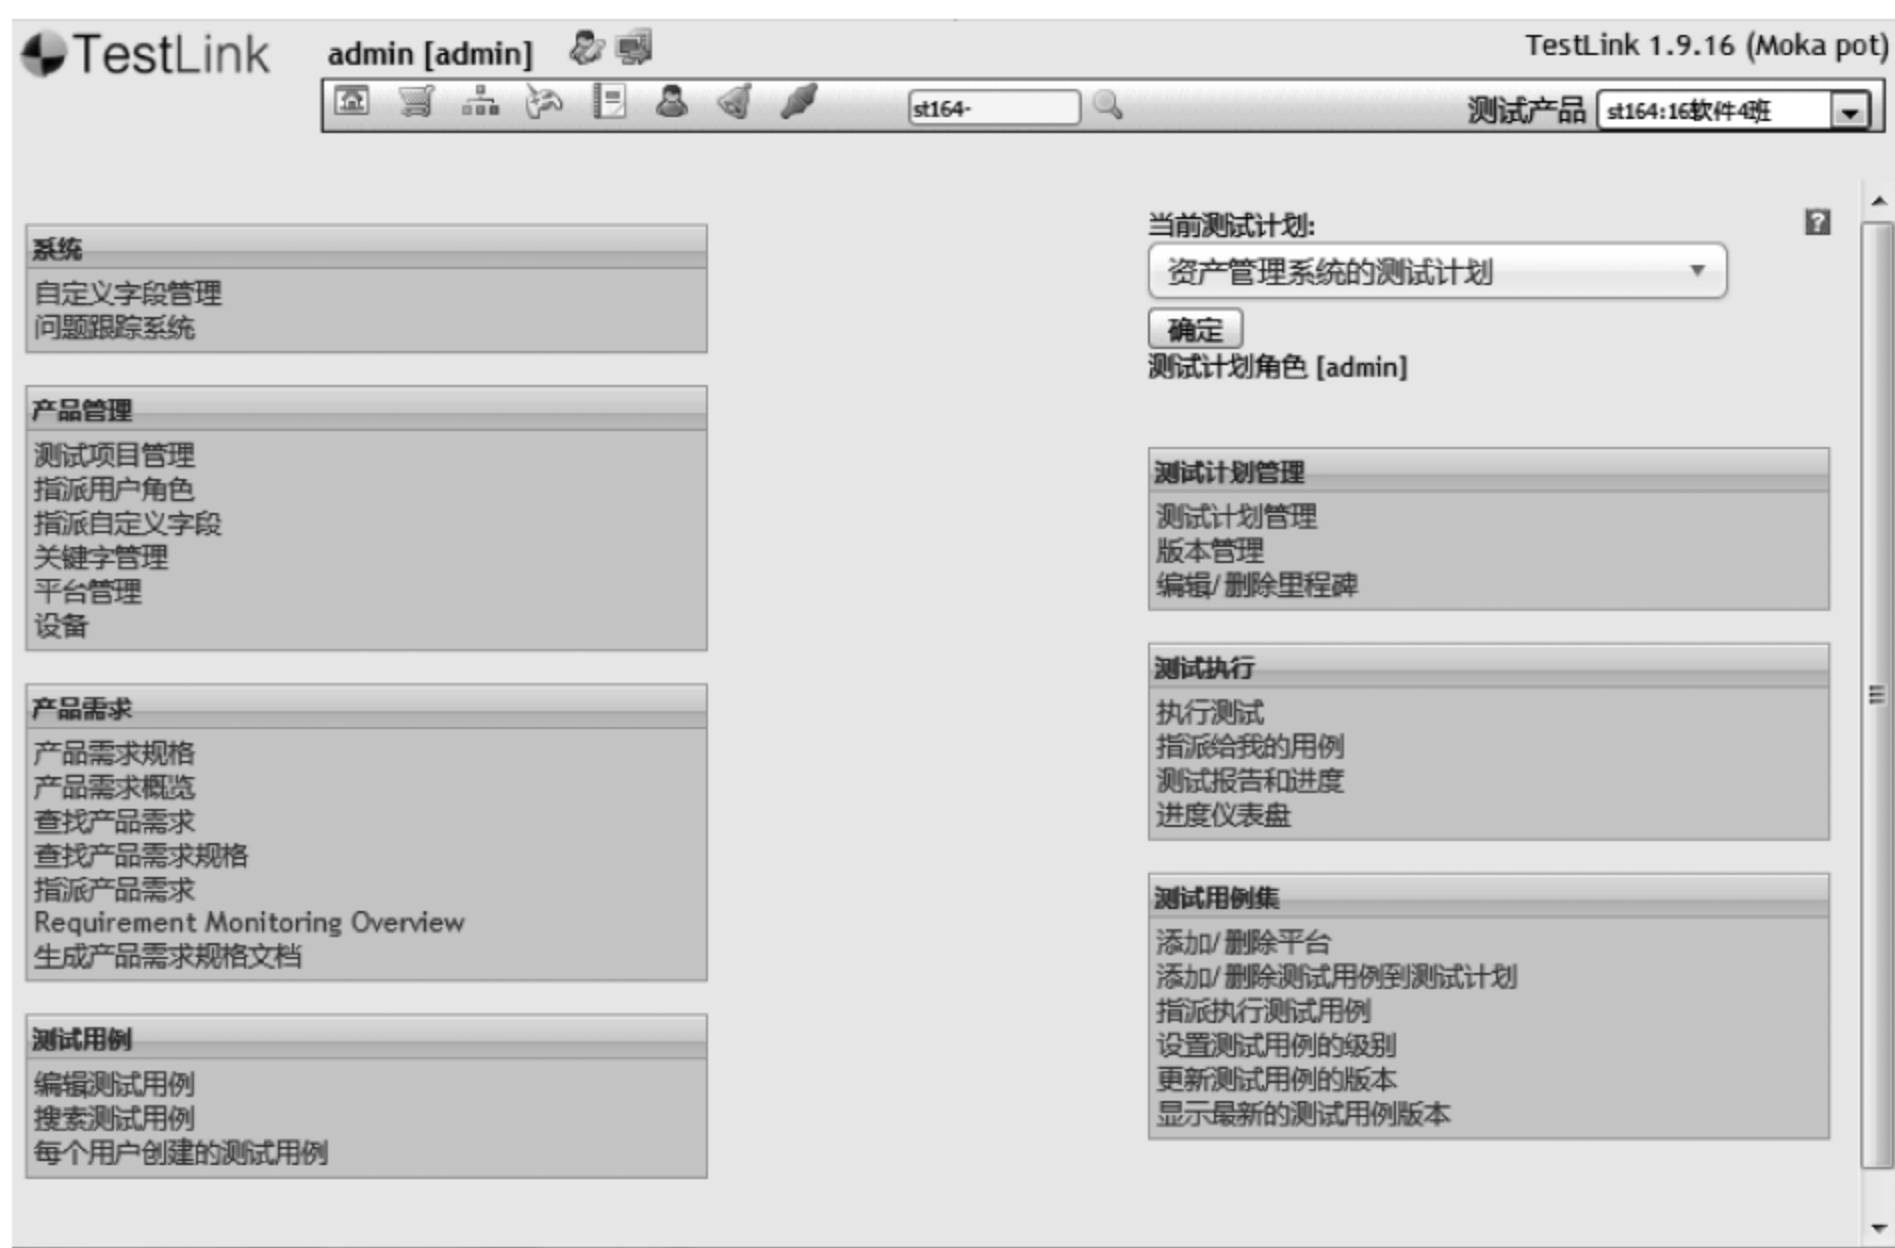 TestLink
admin [admin]
TestLink 1.9.16 (Moka pot)
st164-
测试产品 st164:16软件4班
系统
自定义字段管理
问题跟踪系统
产品管理
测试项目管理
指派用户角色
指派自定义字段
关键字管理
平台管理
设备
产品需求
产品需求规格
产品需求概览
查找产品需求
查找产品需求规格
指派产品需求
Requirement Monitoring Overview
生成产品需求规格文档
测试用例
编辑测试用例
搜索测试用例
每个用户创建的测试用例
当前测试计划:
资产管理系统的测试计划
确定
测试计划角色 [admin]
测试计划管理
测试计划管理
版本管理
编辑/删除里程碑
测试执行
执行测试
指派给我的用例
测试报告和进度
进度仪表盘
测试用例集
添加/删除平台
添加/删除测试用例到测试计划
指派执行测试用例
设置测试用例的级别
更新测试用例的版本
显示最新的测试用例版本